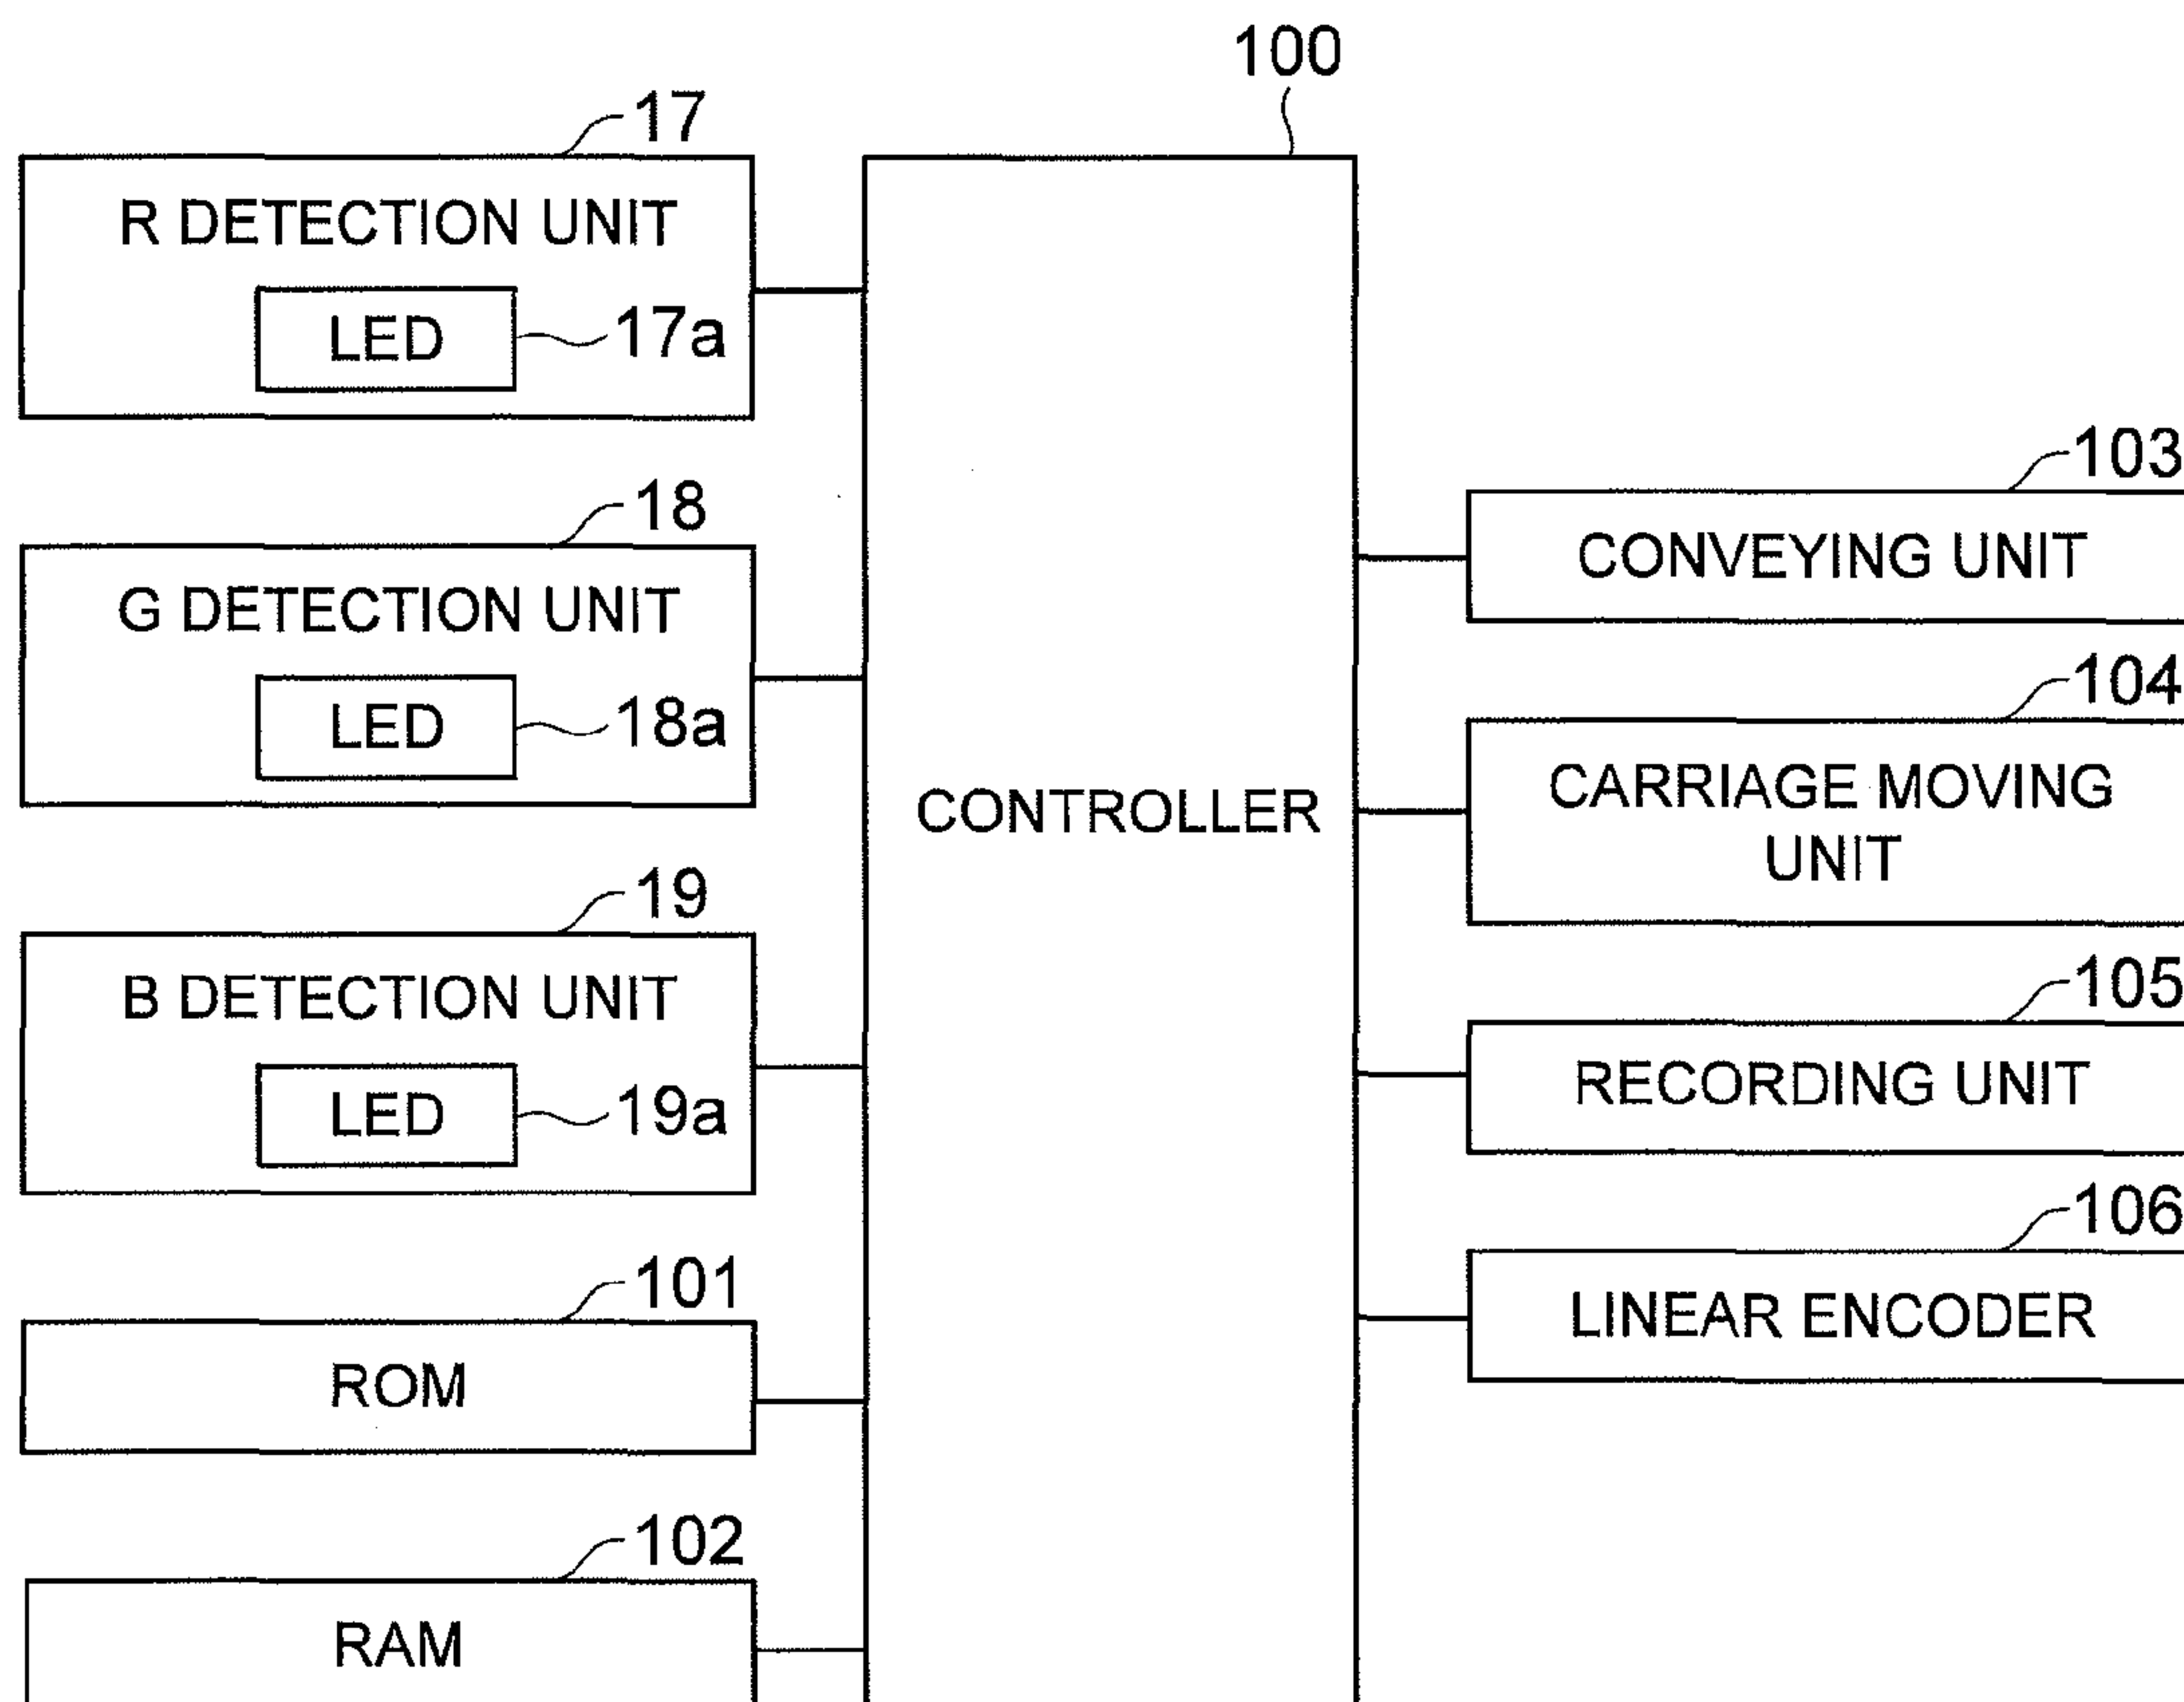 100
17
R DETECTION UNIT
LED
17a
18
G DETECTION UNIT
LED
18a
19
B DETECTION UNIT
LED
19a
101
ROM
102
RAM
CONTROLLER
103
CONVEYING UNIT
104
CARRIAGE MOVING
UNIT
105
RECORDING UNIT
106
LINEAR ENCODER